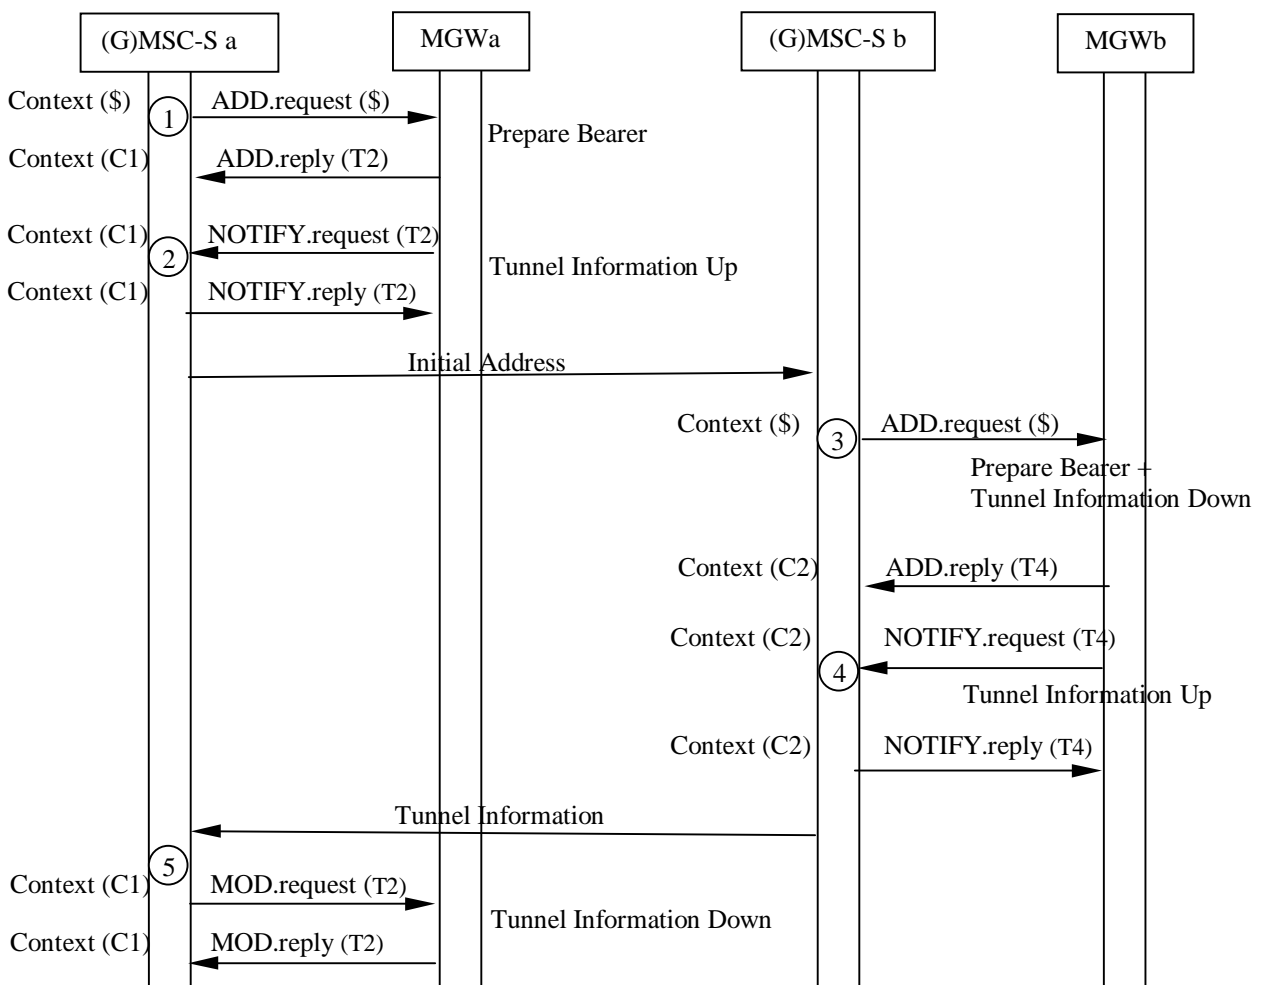 (G)MSC-S a
MGWa
(G)MSC-S b
MGWb
Context ($)
1
ADD.request ($)
Prepare Bearer
Context (C1)
ADD.reply (T2)
Context (C1)
2
NOTIFY.request (T2)
Tunnel Information Up
Context (C1)
NOTIFY.reply (T2)
Initial Address
Context ($)
3
ADD.request ($)
Prepare Bearer +
Tunnel Information Down
Context (C2)
ADD.reply (T4)
Context (C2)
NOTIFY.request (T4)
4
Tunnel Information Up
Context (C2)
NOTIFY.reply (T4)
Tunnel Information
5
Context (C1)
MOD.request (T2)
Tunnel Information Down
Context (C1)
MOD.reply (T2)